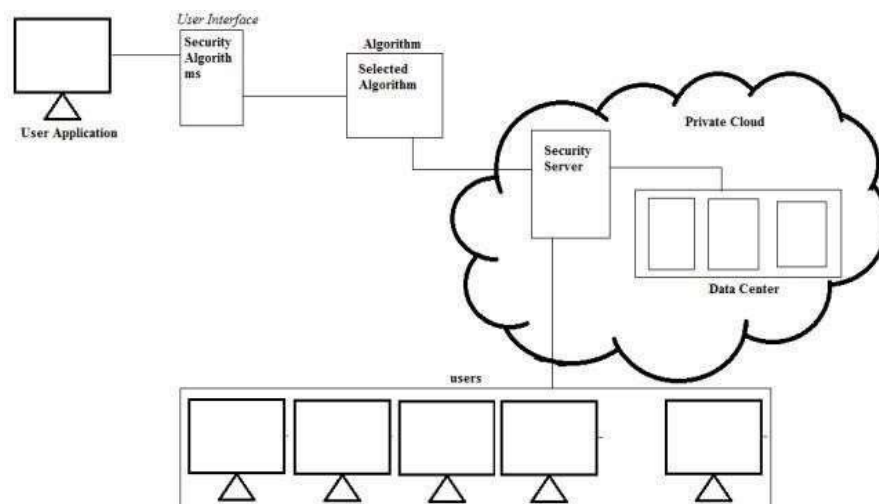 User Interface
Security
Algorith
ms
User Application
Algorithm
Selected
Algorithm
Private Cloud
Security
Server
Data Center
users